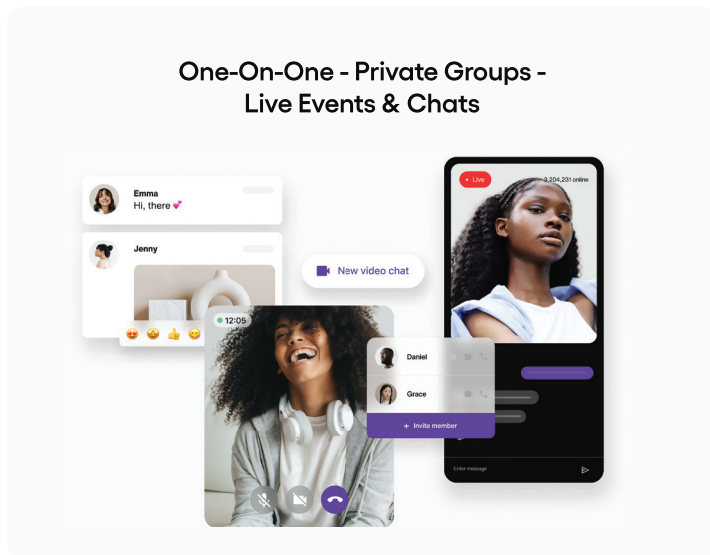 One-On-One - Private Groups -
Live Events & Chats
Emma
Hi, there 💕
Jenny
New video chat
12:05
Daniel
Grace
+ Invite member
Live
3,204,231 online
Enter message